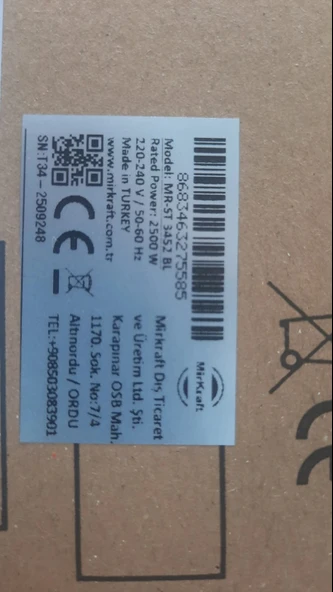 8683463275585
MirKraft
Model: MR-ST 3452 BL
Rated Power: 2500 W
220-240 V / 50-60 Hz
Made in TURKEY
www.mirkraft.com.tr
SN:T34-2509248
Mirkraft Dış Ticaret
ve Üretim Ltd. Şti.
Karapınar OSB Mah.
1170. Sok. No:7/4
Altınordu / ORDU
TEL:+908503083901
CE
CE